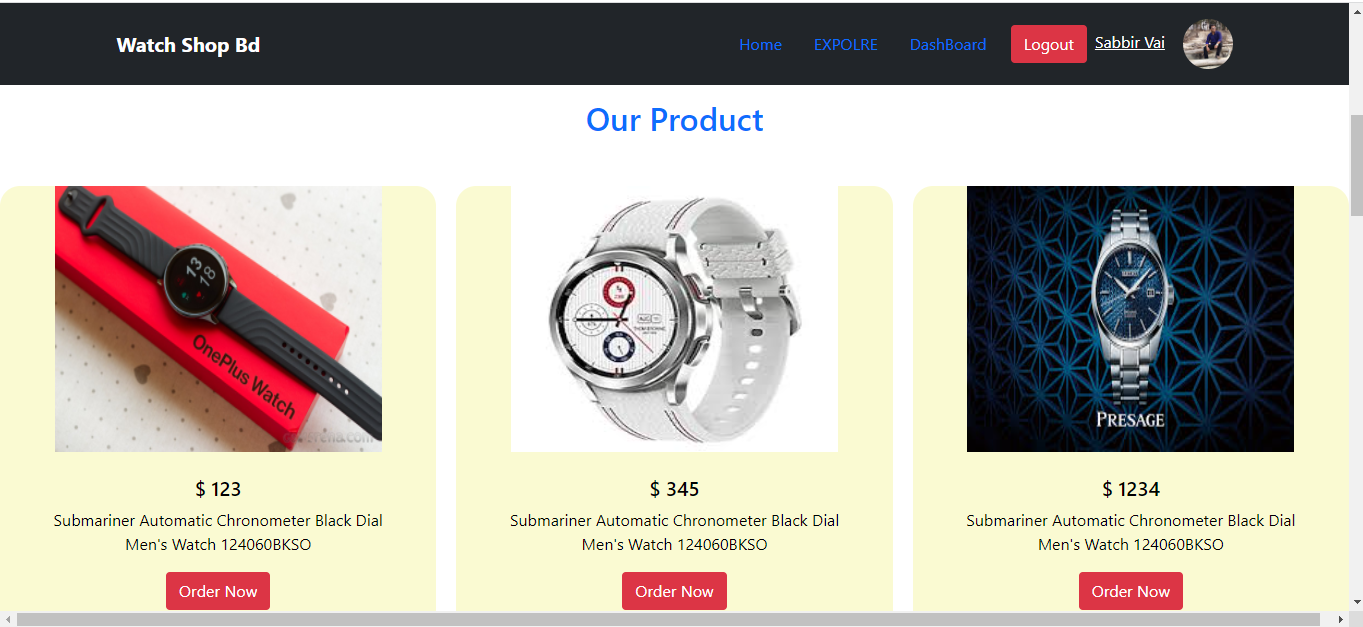 Watch Shop Bd
Home
EXPOLRE
DashBoard
Logout
Sabbir Vai
Our Product
13
18
OnePlus Watch
PRESAGE
$ 123
Submariner Automatic Chronometer Black Dial
Men's Watch 124060BKSO
Order Now
$ 345
Submariner Automatic Chronometer Black Dial
Men's Watch 124060BKSO
Order Now
$ 1234
Submariner Automatic Chronometer Black Dial
Men's Watch 124060BKSO
Order Now